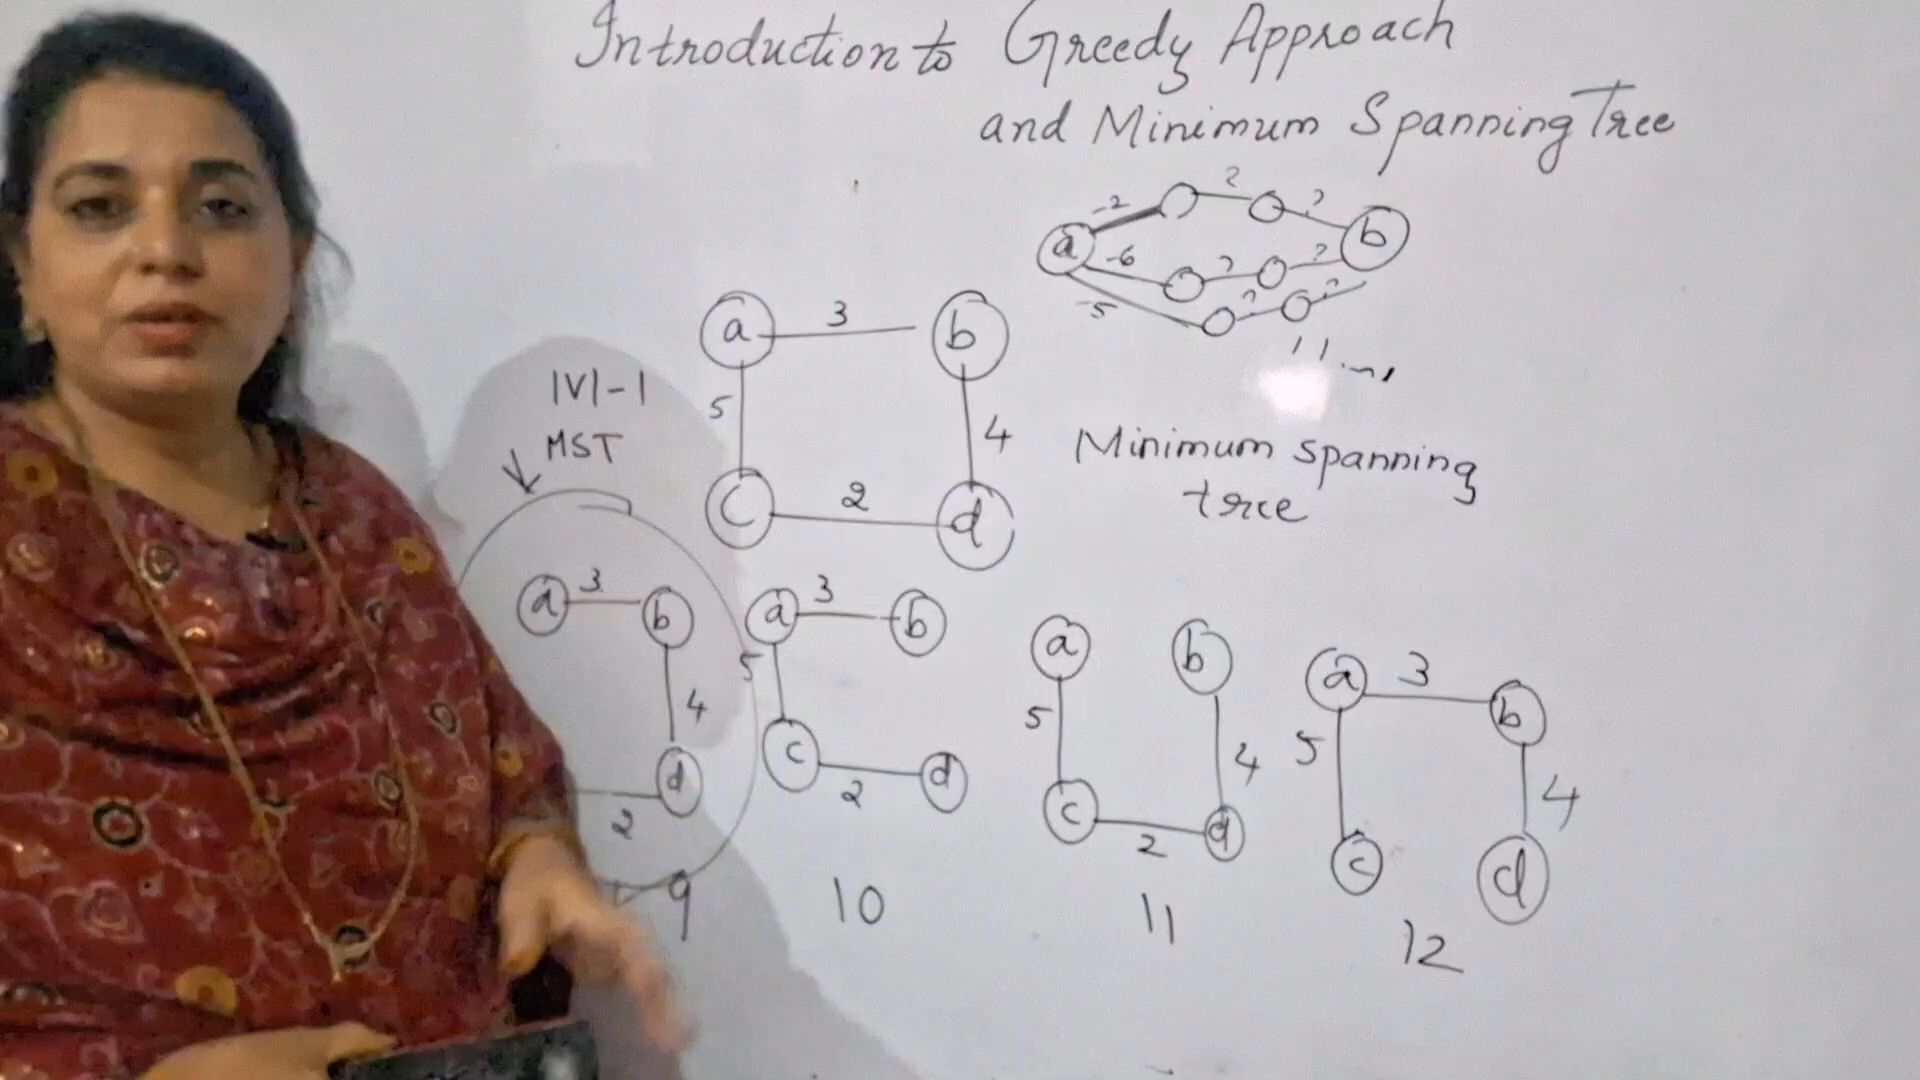 Introduction to Greedy Approach
and Minimum Spanning Tree
-2 ? ?
a b
-6 ? ?
-5 ? ?
a 3 b
5 4
C 2 d
|V|-1
MST
Minimum spanning
tree
a 3 b
4
2 d
9
a 3 b
5
c 2 d
10
a b
5 4
c 2 d
11
a 3 b
5 4
c d
12